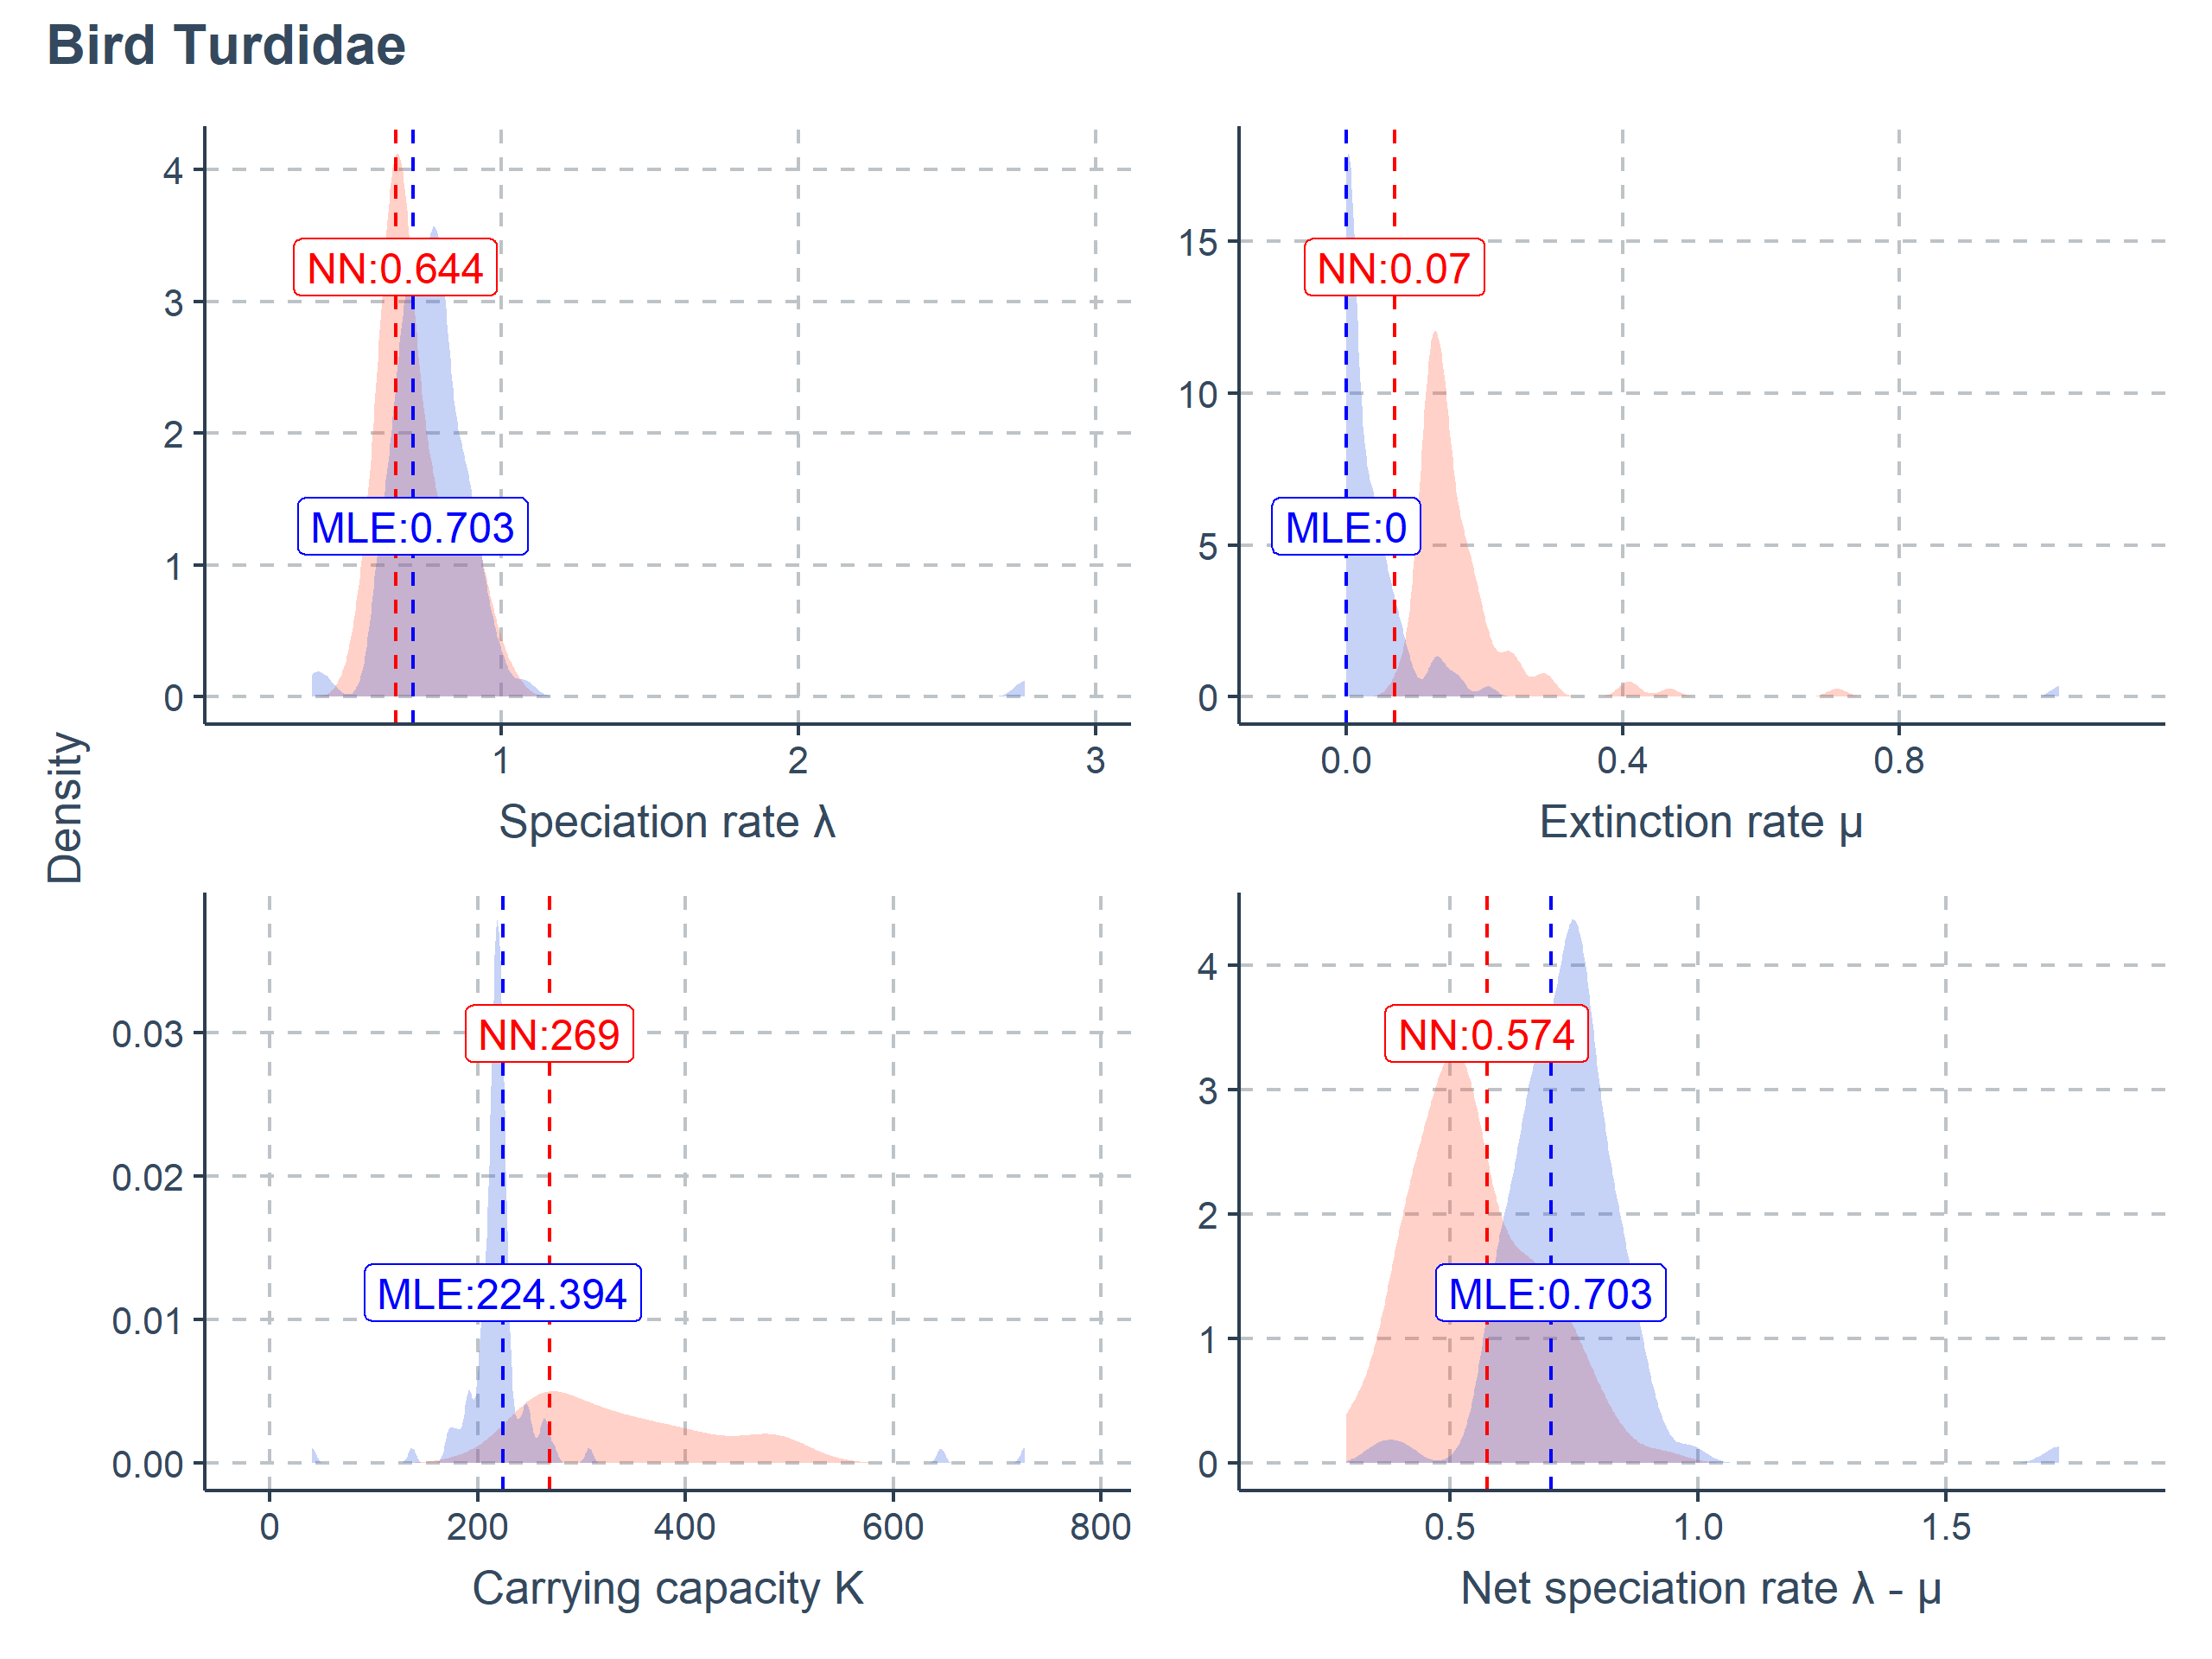 Bird Turdidae
Density
4
3
2
1
0
NN:0.644
MLE:0.703
1 2 3
Speciation rate λ
15
10
5
0
NN:0.07
MLE:0
0.0 0.4 0.8
Extinction rate μ
0.03
0.02
0.01
0.00
NN:269
MLE:224.394
0 200 400 600 800
Carrying capacity K
4
3
2
1
0
NN:0.574
MLE:0.703
0.5 1.0 1.5
Net speciation rate λ - μ